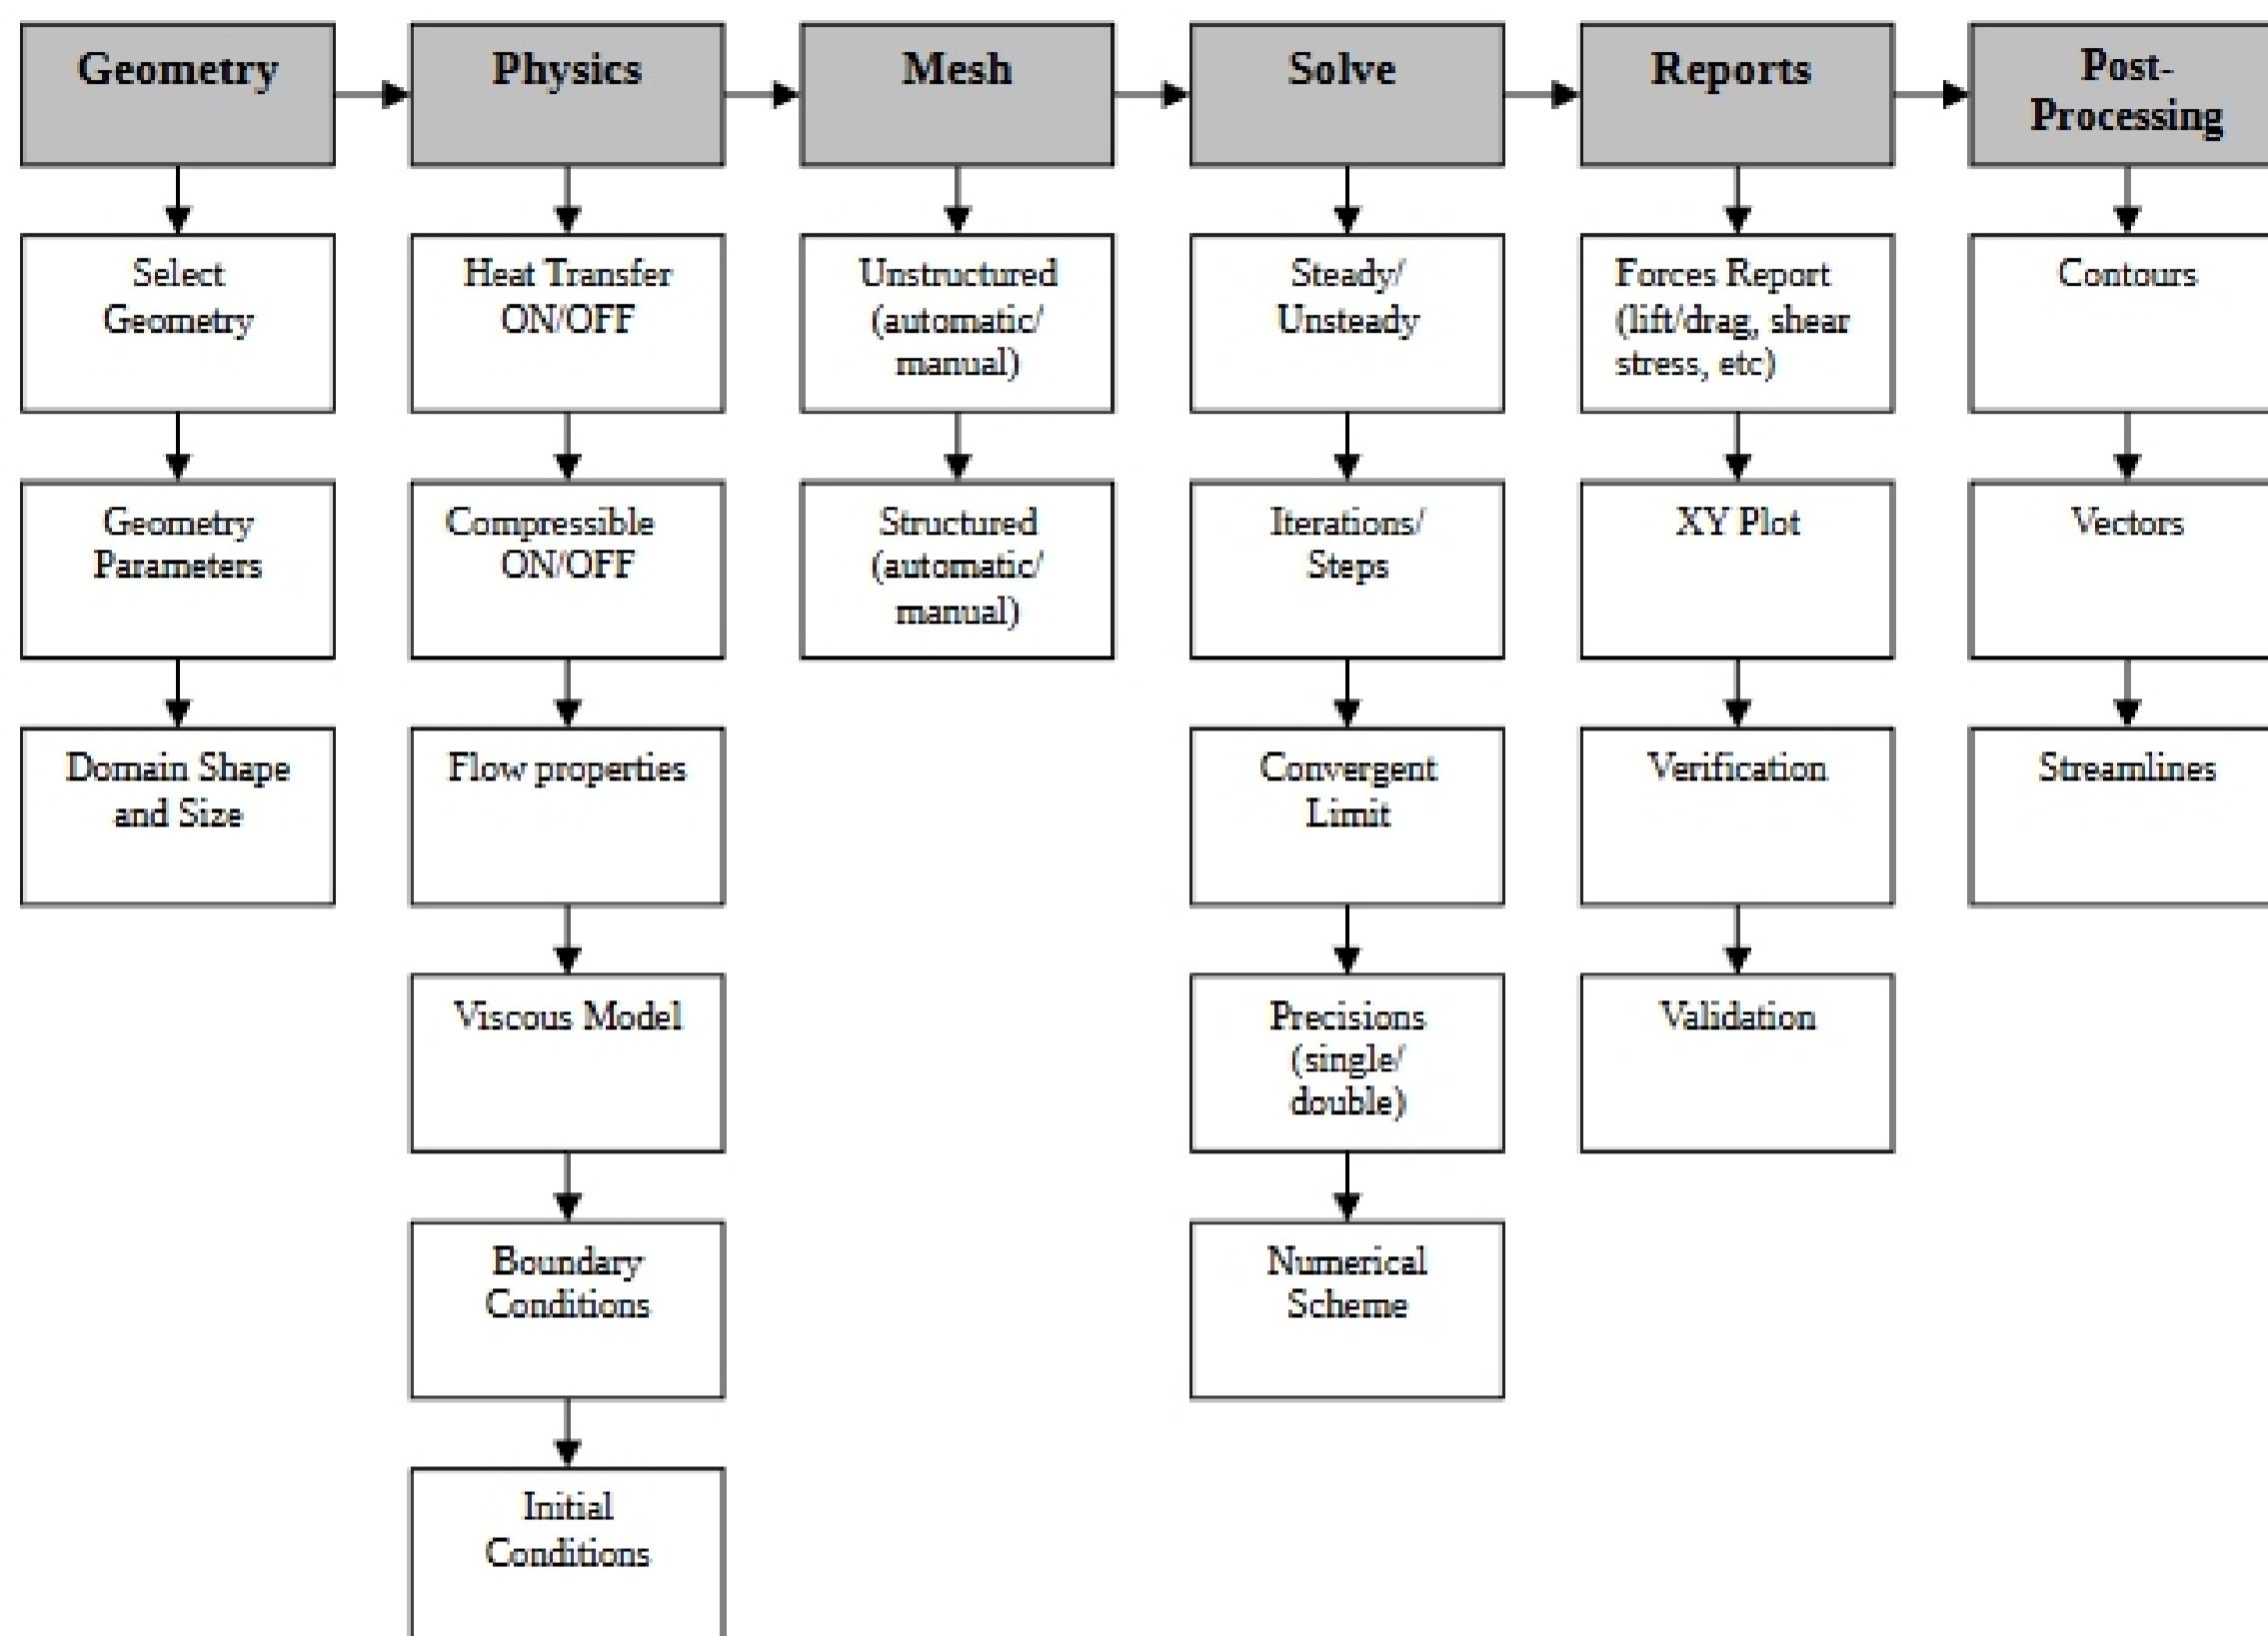 Geometry
Physics
Mesh
Solve
Reports
Post-
Processing
Select
Geometry
Heat Transfer
ON/OFF
Unstructured
(automatic/
manual)
Steady/
Unsteady
Forces Report
(lift/drag, shear
stress, etc)
Contours
Geometry
Parameters
Compressible
ON/OFF
Structured
(automatic/
manual)
Iterations/
Steps
XY Plot
Vectors
Domain Shape
and Size
Flow properties
Convergent
Limit
Verification
Streamlines
Viscous Model
Precisions
(single/
double)
Validation
Boundary
Conditions
Numerical
Scheme
Initial
Conditions